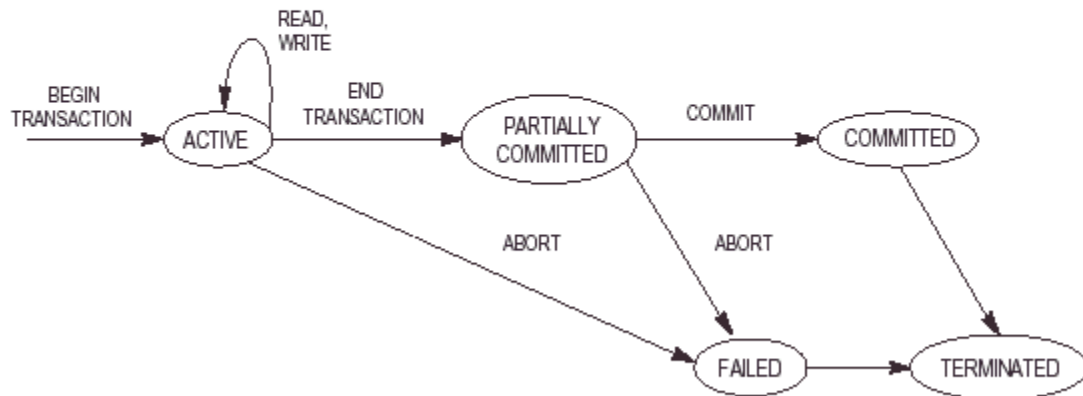 READ,
WRITE
BEGIN
TRANSACTION
END
TRANSACTION
ACTIVE
PARTIALLY
COMMITTED
COMMIT
COMMITTED
ABORT
ABORT
FAILED
TERMINATED